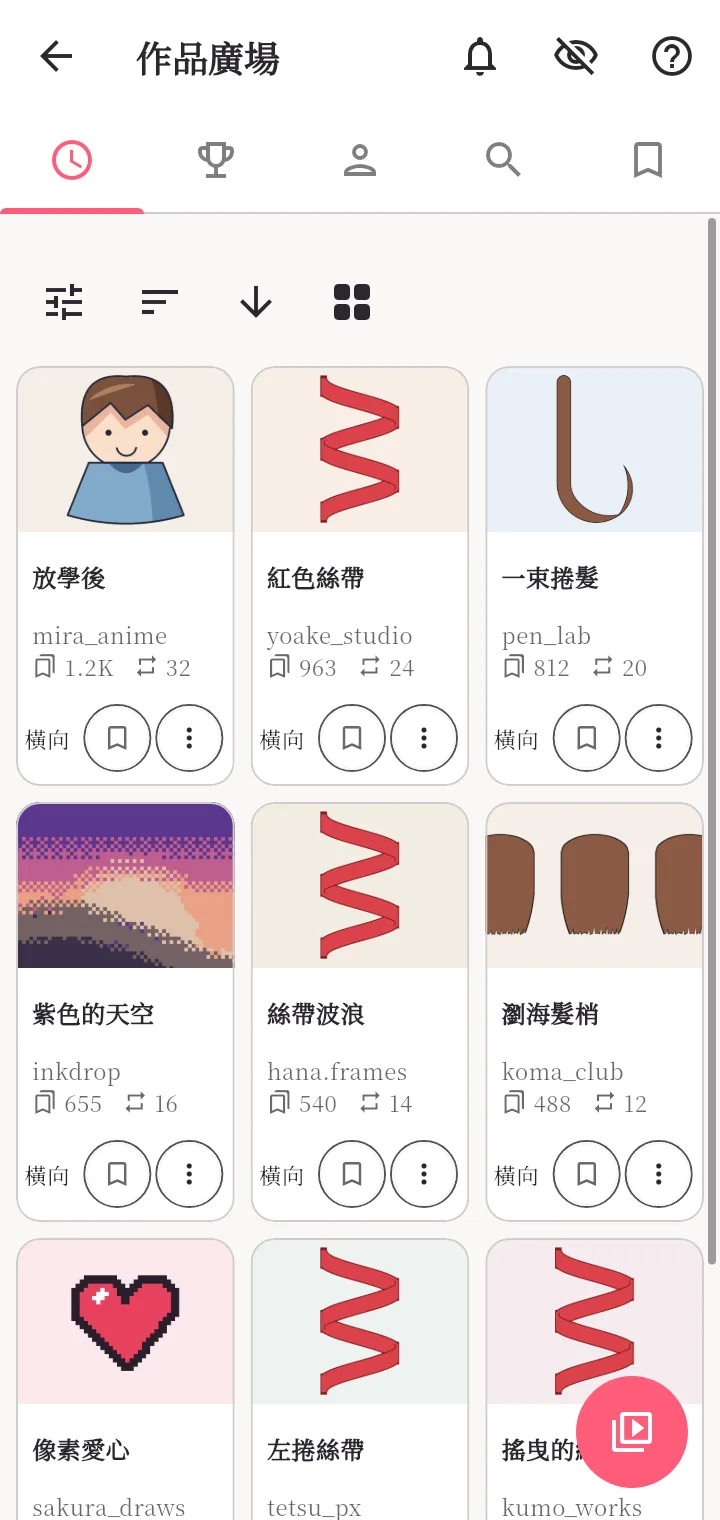 作品廣場
放學後
mira_anime
1.2K 32
橫向
紅色絲帶
yoake_studio
963 24
橫向
一束捲髮
pen_lab
812 20
橫向
紫色的天空
inkdrop
655 16
橫向
絲帶波浪
hana.frames
540 14
橫向
瀏海髮梢
koma_club
488 12
橫向
像素愛心
sakura_draws
左捲絲帶
tetsu_px
搖曳的
kumo_works